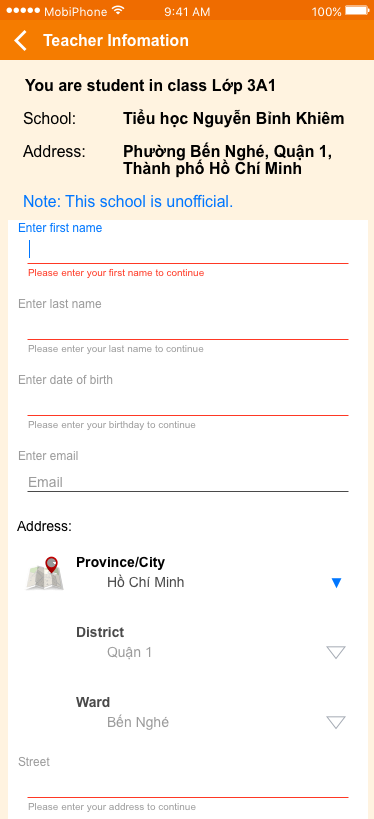 MobiPhone 9:41 AM 100%
Teacher Infomation
You are student in class Lớp 3A1
School: Tiểu học Nguyễn Bỉnh Khiêm
Address: Phường Bến Nghé, Quận 1,
Thành phố Hồ Chí Minh
Note: This school is unofficial.
Enter first name
Please enter your first name to continue
Enter last name
Please enter your last name to continue
Enter date of birth
Please enter your birthday to continue
Enter email
Email
Address:
Province/City
Hồ Chí Minh
District
Quận 1
Ward
Bến Nghé
Street
Please enter your address to continue